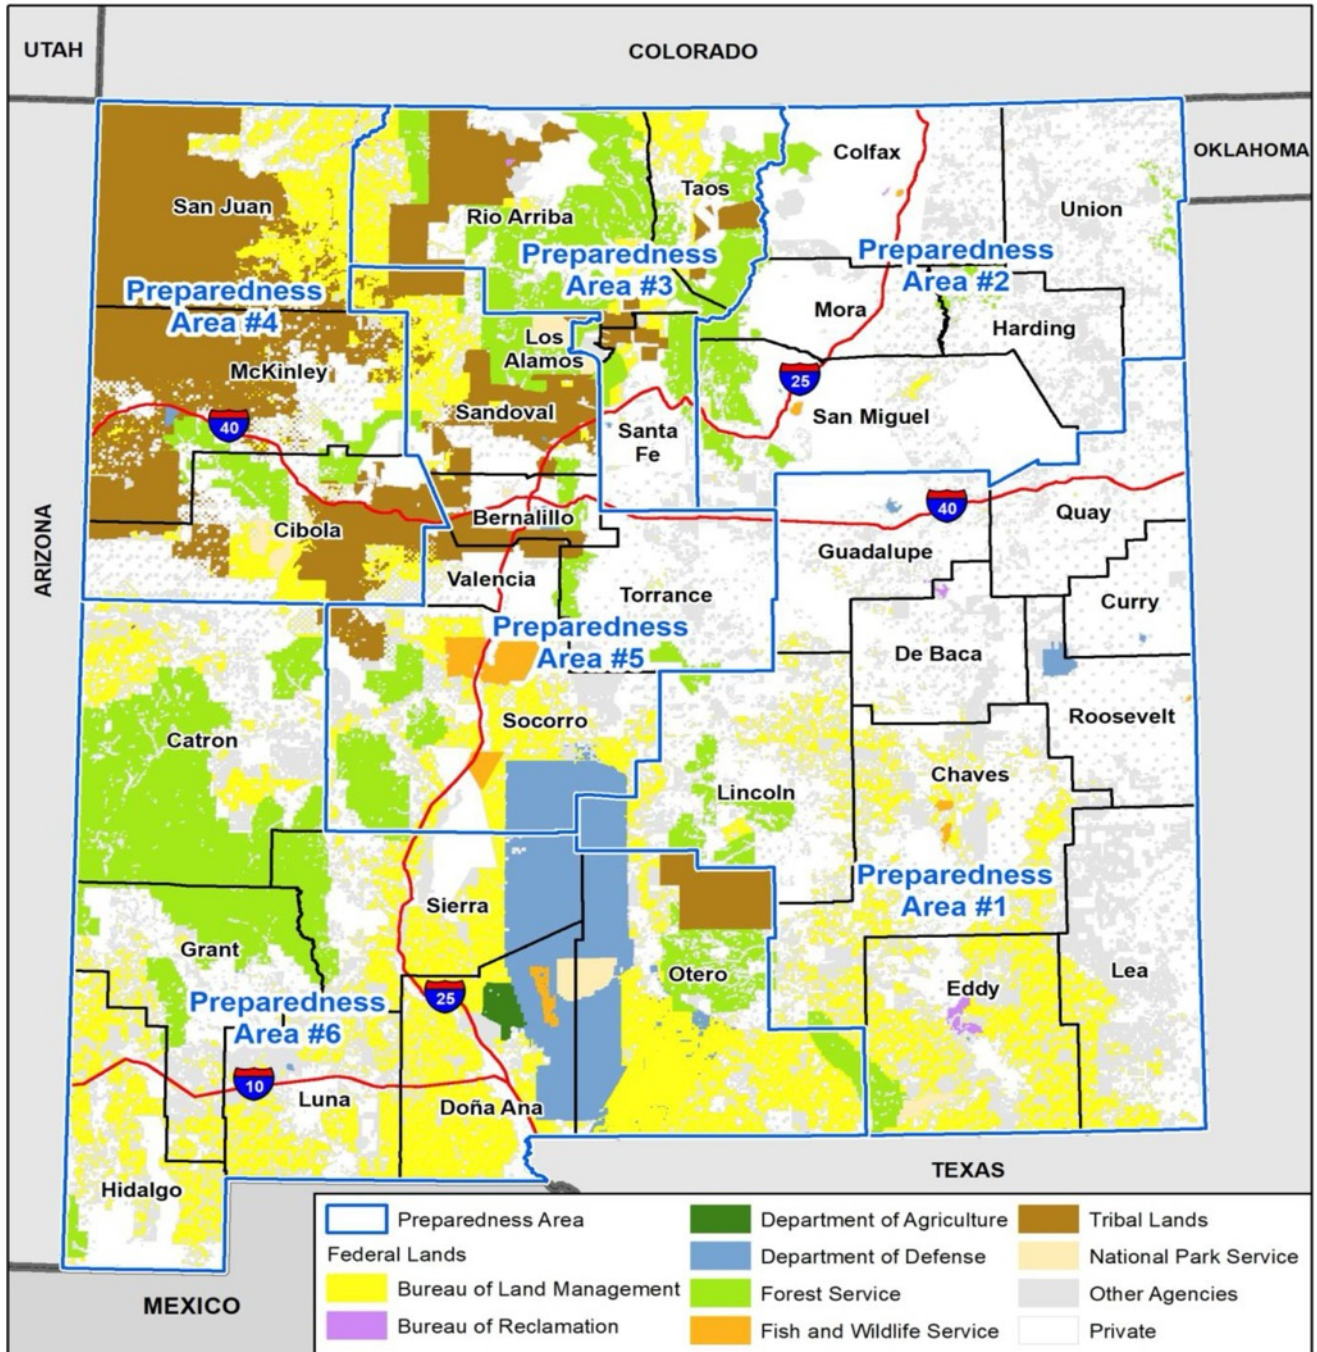 UTAH
COLORADO
OKLAHOMA
Colfax
San Juan
Taos
Union
Rio Arriba
Preparedness
Area #3
Preparedness
Area #2
Preparedness
Area #4
Mora
Harding
Los
Alamos
McKinley
25
Sandoval
San Miguel
40
Santa
Fe
40
Quay
Bernalillo
Cibola
Guadalupe
ARIZONA
Valencia
Torrance
Curry
Preparedness
Area #5
De Baca
Roosevelt
Socorro
Catron
Chaves
Lincoln
Preparedness
Area #1
Sierra
Grant
Otero
Lea
Eddy
25
Preparedness
Area #6
10
Luna
Doña Ana
TEXAS
Hidalgo
MEXICO
Preparedness Area
Federal Lands
Bureau of Land Management
Bureau of Reclamation
Department of Agriculture
Department of Defense
Forest Service
Fish and Wildlife Service
Tribal Lands
National Park Service
Other Agencies
Private